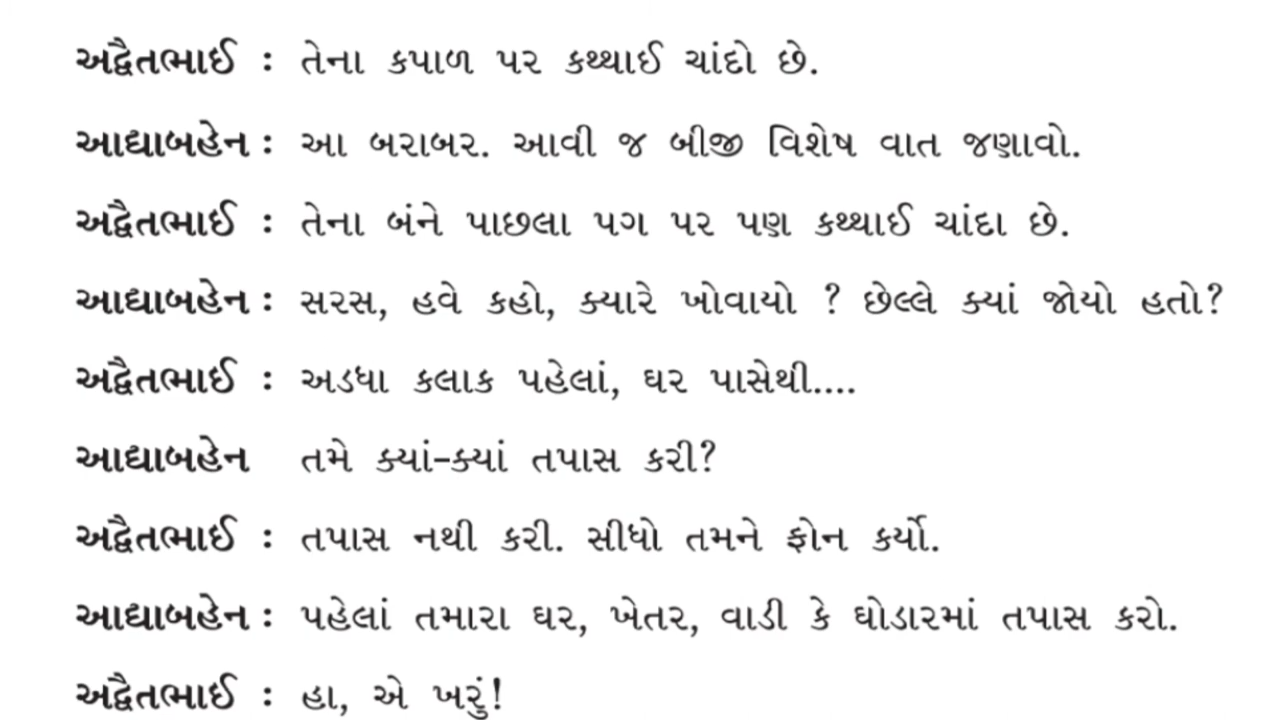 અદ્વૈતભાઈ : તેના કપાળ પર કથ્થાઈ ચાંદો છે.
આદ્યાબહેન : આ બરાબર. આવી જ બીજી વિશેષ વાત જણાવો.
અદ્વૈતભાઈ : તેના બંને પાછલા પગ પર પણ કથ્થાઈ ચાંદા છે.
આદ્યાબહેન : સરસ, હવે કહો, ક્યારે ખોવાયો ? છેલ્લે ક્યાં જોયો હતો?
અદ્વૈતભાઈ : અડધા કલાક પહેલાં, ઘર પાસેથી....
આદ્યાબહેન તમે ક્યાં-ક્યાં તપાસ કરી?
અદ્વૈતભાઈ : તપાસ નથી કરી. સીધો તમને ફોન કર્યો.
આદ્યાબહેન : પહેલાં તમારા ઘર, ખેતર, વાડી કે ઘોડારમાં તપાસ કરો.
અદ્વૈતભાઈ : હા, એ ખરું!